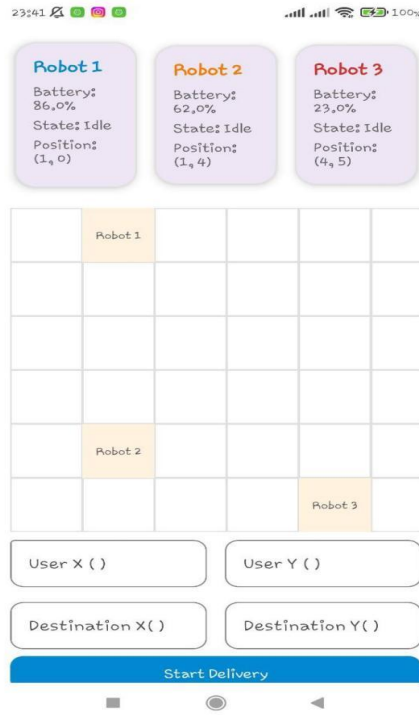 23:41 100%
Robot 1
Battery:
86,0%
State: Idle
Position:
(1, 0)
Robot 2
Battery:
62,0%
State: Idle
Position:
(1, 4)
Robot 3
Battery:
23,0%
State: Idle
Position:
(4, 5)
Robot 1
Robot 2
Robot 3
User X ( )
User Y ( )
Destination X( )
Destination Y( )
Start Delivery